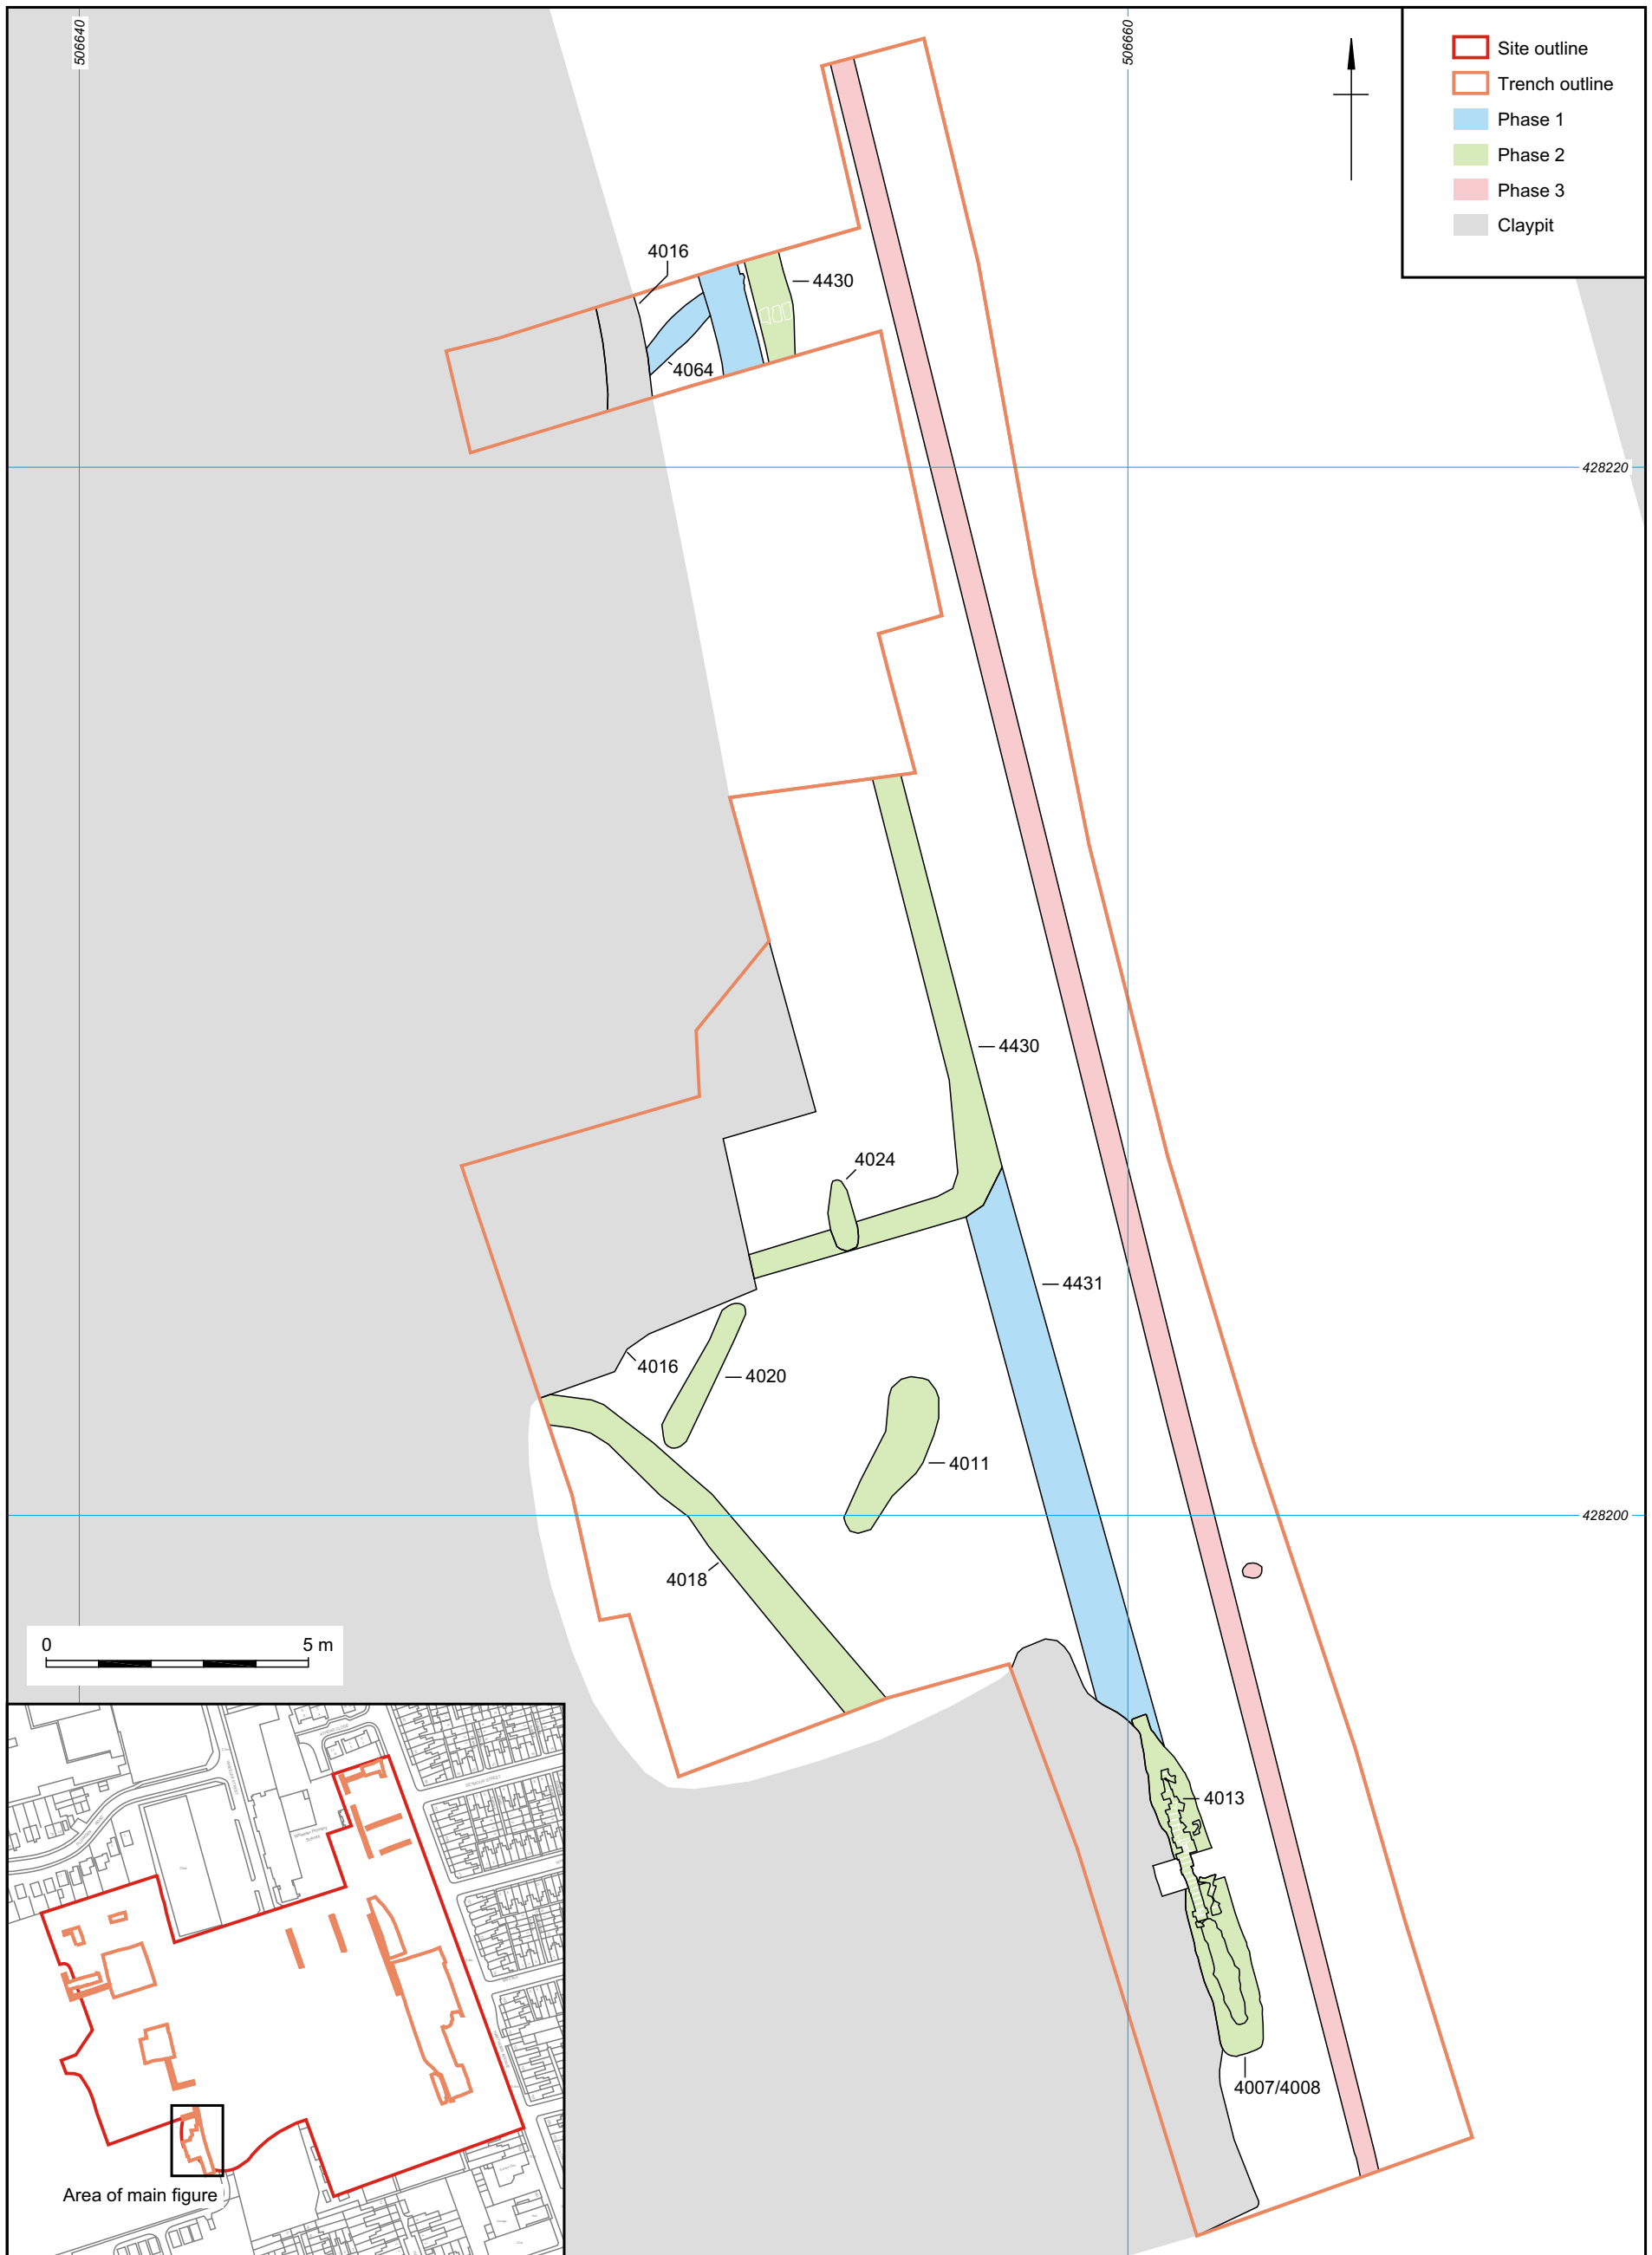 506640
506660
Site outline
Trench outline
Phase 1
Phase 2
Phase 3
Claypit
4016
4430
4064
428220
4430
4024
4431
4016
4020
4011
428200
4018
0 5 m
4013
4007/4008
Area of main figure